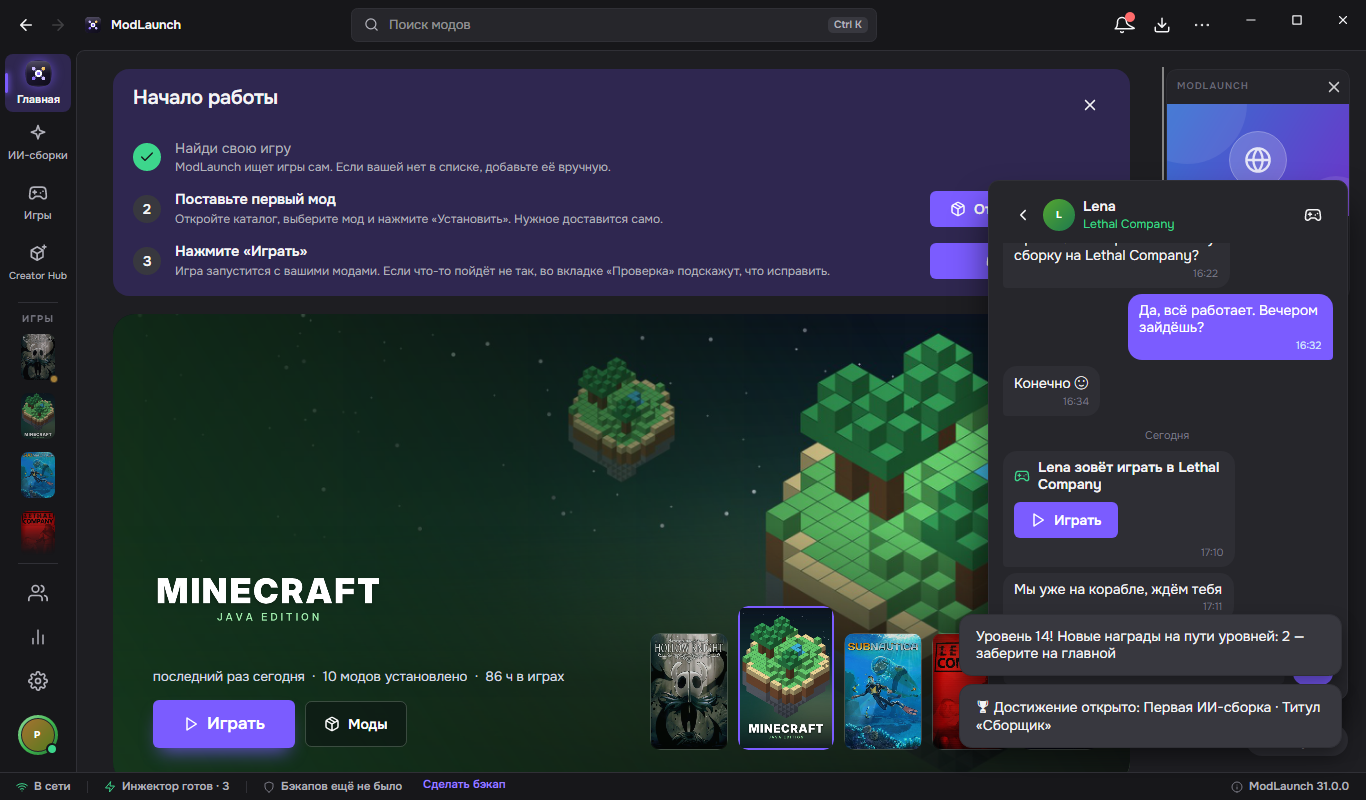 ModLaunch
Поиск модов
Ctrl K
Главная
ИИ-сборки
Игры
Creator Hub
ИГРЫ
MINECRAFT
LETHAL
COMPANY
P
Начало работы
Найди свою игру
ModLaunch ищет игры сам. Если вашей нет в списке, добавьте её вручную.
2
Поставьте первый мод
Откройте каталог, выберите мод и нажмите «Установить». Нужное доставится само.
3
Нажмите «Играть»
Игра запустится с вашими модами. Если что-то пойдёт не так, во вкладке «Проверка» подскажут, что исправить.
MODLAUNCH
MINECRAFT
JAVA EDITION
последний раз сегодня · 10 модов установлено · 86 ч в играх
Играть
Моды
HOLLOW KNIGHT
MINECRAFT
SUBNAUTICA
L
Lena
Lethal Company
сборку на Lethal Company?
16:22
Да, всё работает. Вечером
зайдёшь?
16:32
Конечно
16:34
Сегодня
Lena зовёт играть в Lethal
Company
Играть
17:10
Мы уже на корабле, ждём тебя
17:11
Уровень 14! Новые награды на пути уровней: 2 —
заберите на главной
🏆 Достижение открыто: Первая ИИ-сборка · Титул
«Сборщик»
В сети
Инжектор готов · 3
Бэкапов ещё не было
Сделать бэкап
ModLaunch 31.0.0